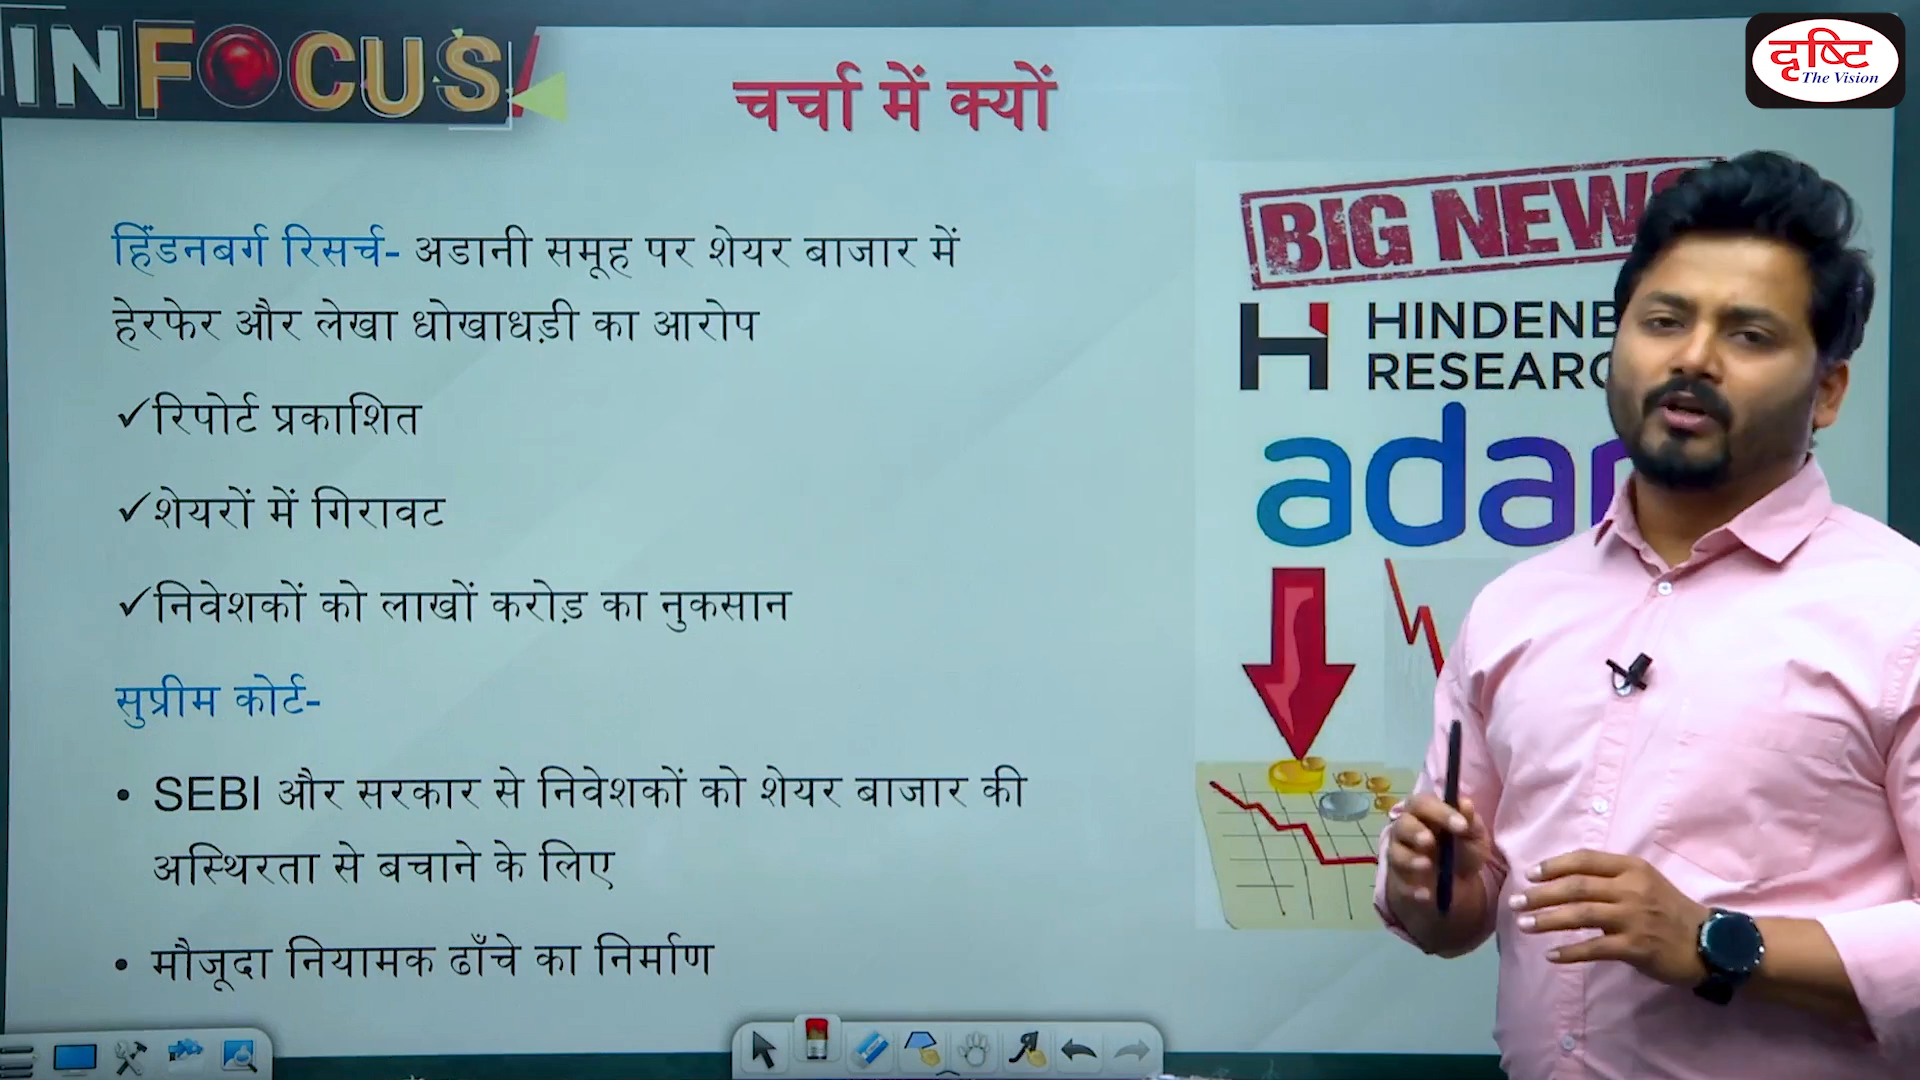 INFOCUS
चर्चा में क्यों
दृष्टि
The Vision
हिंडनबर्ग रिसर्च- अडानी समूह पर शेयर बाजार में
हेरफेर और लेखा धोखाधड़ी का आरोप
✓रिपोर्ट प्रकाशित
✓शेयरों में गिरावट
✓निवेशकों को लाखों करोड़ का नुकसान
सुप्रीम कोर्ट-
• SEBI और सरकार से निवेशकों को शेयर बाजार की
अस्थिरता से बचाने के लिए
• मौजूदा नियामक ढाँचे का निर्माण
BIG NEWS
H HINDENB
RESEARC
adan